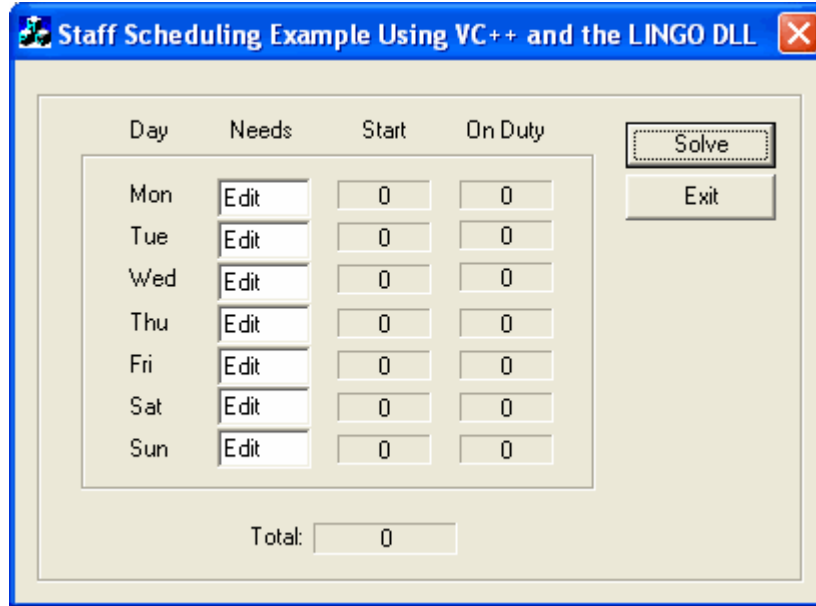 Staff Scheduling Example Using VC++ and the LINGO DLL
Day Needs Start On Duty
Solve
Mon Edit 0 0
Exit
Tue Edit 0 0
Wed Edit 0 0
Thu Edit 0 0
Fri Edit 0 0
Sat Edit 0 0
Sun Edit 0 0
Total: 0